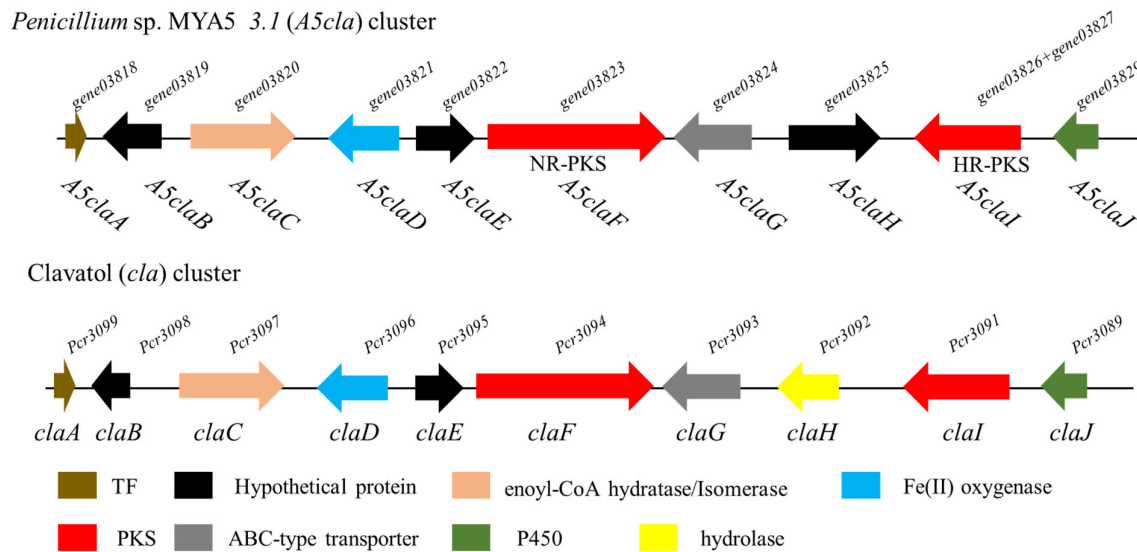 Penicillium sp. MYA5 3.1 (A5cla) cluster
gene03818 gene03819 gene03820 gene03821 gene03822 gene03823 gene03824 gene03825 gene03826+gene03827 gene03829
NR-PKS HR-PKS
A5claA A5claB A5claC A5claD A5claE A5claF A5claG A5claH A5claI A5claJ
Clavatol (cla) cluster
Pcr3099 Pcr3098 Pcr3097 Pcr3096 Pcr3095 Pcr3094 Pcr3093 Pcr3092 Pcr3091 Pcr3089
claA claB claC claD claE claF claG claH claI claJ
TF Hypothetical protein enoyl-CoA hydratase/Isomerase Fe(II) oxygenase
PKS ABC-type transporter P450 hydrolase